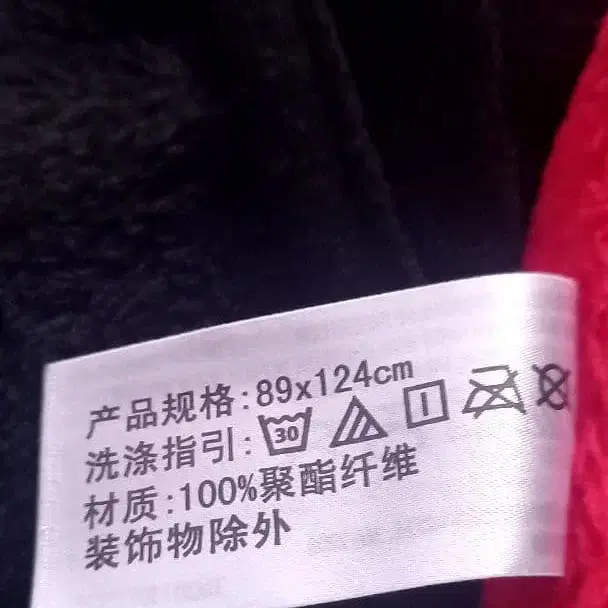 产品规格:89x124cm
洗涤指引: 30
材质:100%聚酯纤维
装饰物除外